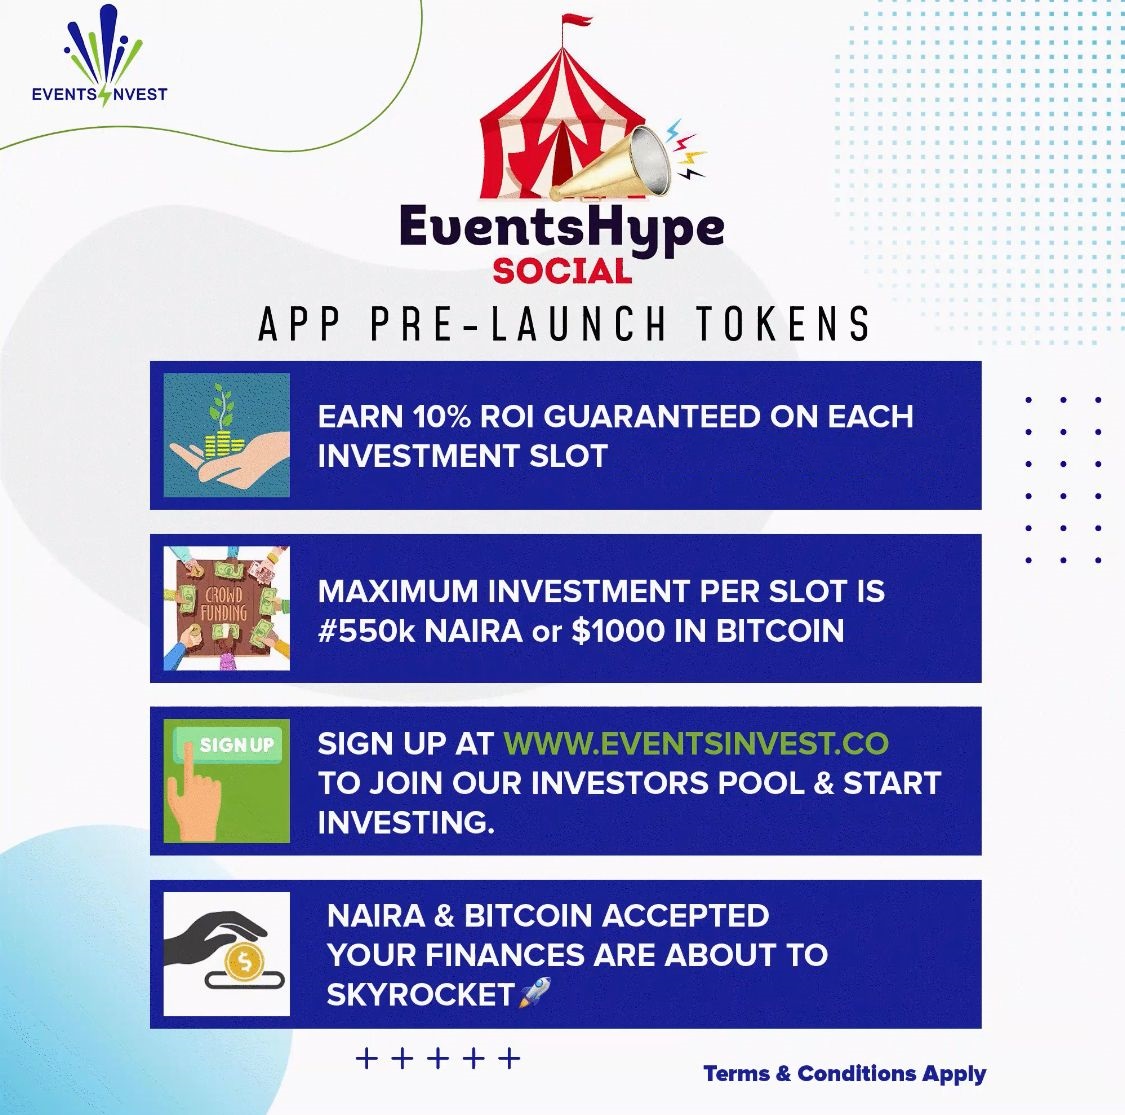 EVENTSINVEST
EventsHype
SOCIAL
APP PRE-LAUNCH TOKENS
EARN 10% ROI GUARANTEED ON EACH
INVESTMENT SLOT
CROWD
FUNDING
MAXIMUM INVESTMENT PER SLOT IS
#550k NAIRA or $1000 IN BITCOIN
SIGN UP
SIGN UP AT WWW.EVENTSINVEST.CO
TO JOIN OUR INVESTORS POOL & START
INVESTING.
$
NAIRA & BITCOIN ACCEPTED
YOUR FINANCES ARE ABOUT TO
SKYROCKET🚀
Terms & Conditions Apply